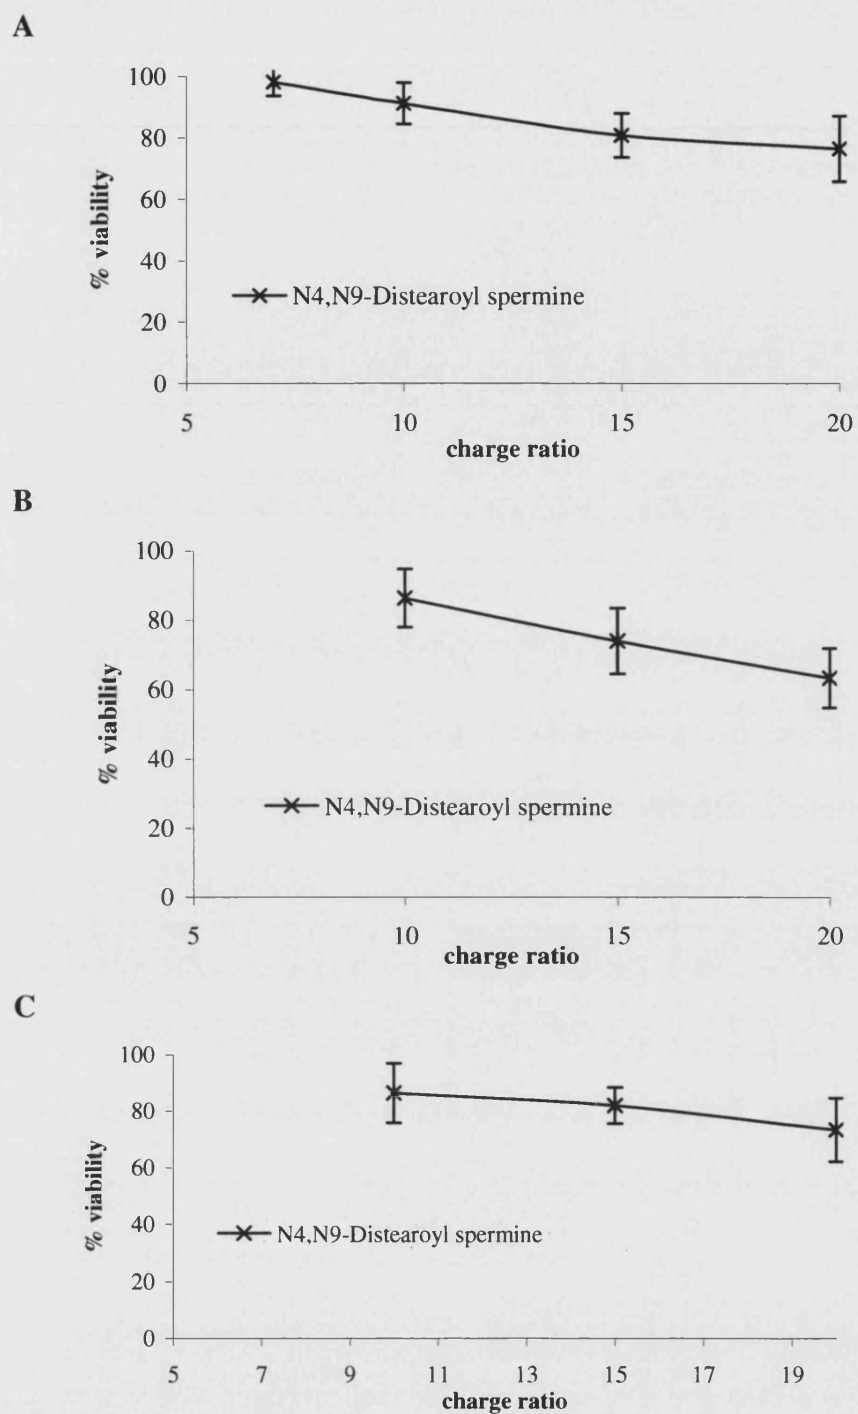 A
100
80
60
40
20
0
% viability
N4,N9-Distearoyl spermine
5 10 15 20
charge ratio
B
100
80
60
40
20
0
% viability
N4,N9-Distearoyl spermine
5 10 15 20
charge ratio
C
100
80
60
40
20
0
% viability
N4,N9-Distearoyl spermine
5 7 9 11 13 15 17 19
charge ratio